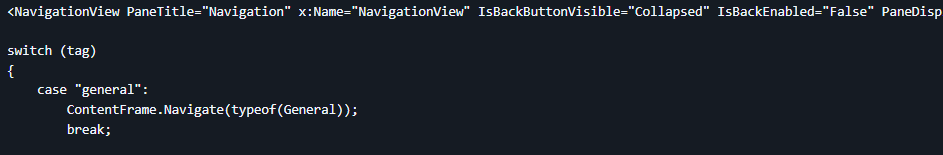 <NavigationView PaneTitle="Navigation" x:Name="NavigationView" IsBackButtonVisible="Collapsed" IsBackEnabled="False" PaneDisp
switch (tag)
{
case "general":
ContentFrame.Navigate(typeof(General));
break;